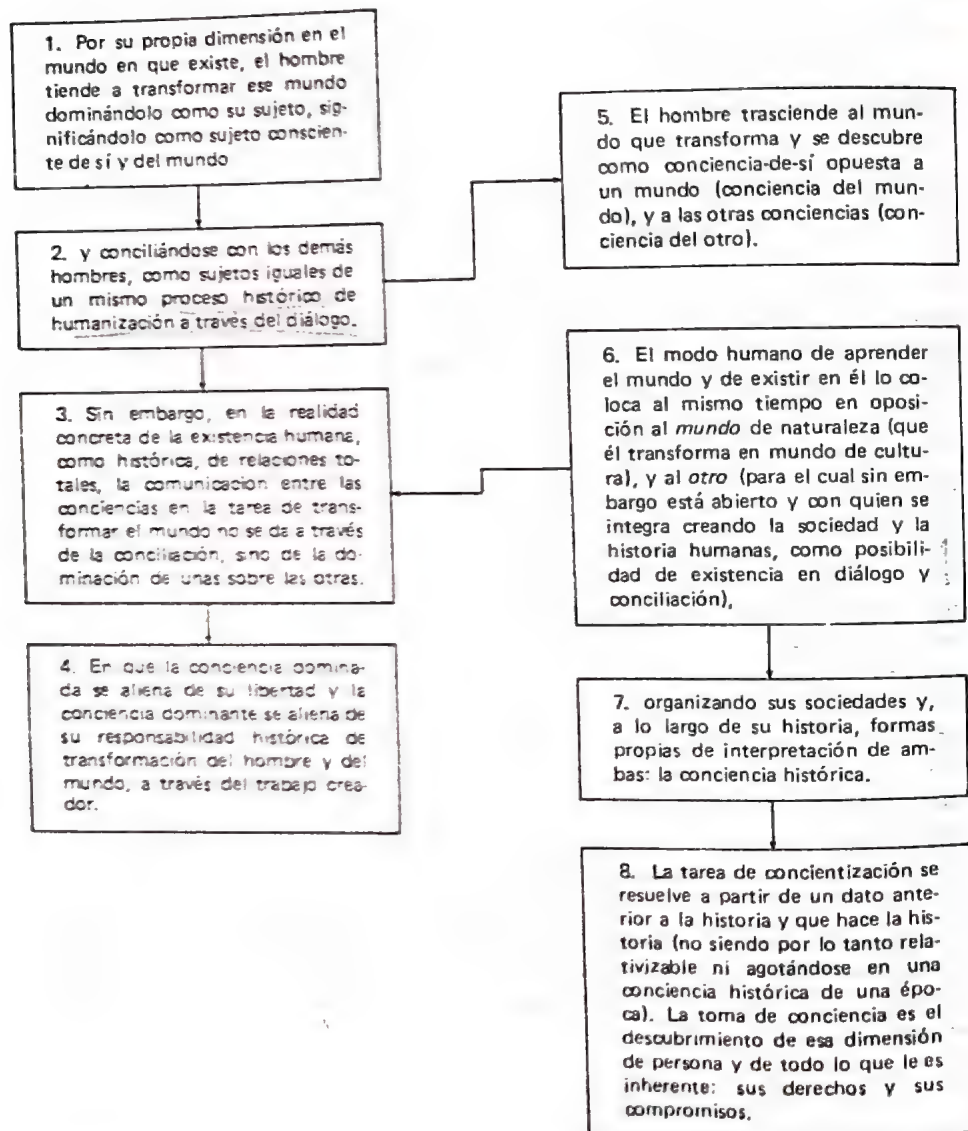 1. Por su propia dimensión en el
mundo en que existe, el hombre
tiende a transformar ese mundo
dominándolo como su sujeto, sig-
nificándolo como sujeto conscien-
te de sí y del mundo
2. y conciliándose con los demás
hombres, como sujetos iguales de
un mismo proceso histórico de
humanización a través del diálogo.
3. Sin embargo, en la realidad
concreta de la existencia humana,
como histórica, de relaciones to-
tales, la comunicación entre las
conciencias en la tarea de trans-
formar el mundo no se da a través
de la conciliación, sino de la do-
minación de unas sobre las otras.
4. En que la conciencia domina-
da se aliena de su libertad y la
conciencia dominante se aliena de
su responsabilidad histórica de
transformación del hombre y del
mundo, a través del trabajo crea-
dor.
5. El hombre trasciende al mun-
do que transforma y se descubre
como conciencia-de-sí opuesta a
un mundo (conciencia del mun-
do), y a las otras conciencias (con-
ciencia del otro).
6. El modo humano de aprender
el mundo y de existir en él lo co-
loca al mismo tiempo en oposi-
ción al mundo de naturaleza (que
él transforma en mundo de cultu-
ra), y al otro (para el cual sin em-
bargo está abierto y con quien se
integra creando la sociedad y la
historia humanas, como posibili-
dad de existencia en diálogo y
conciliación),
7. organizando sus sociedades y,
a lo largo de su historia, formas
propias de interpretación de am-
bas: la conciencia histórica.
8. La tarea de concientización se
resuelve a partir de un dato ante-
rior a la historia y que hace la his-
toria (no siendo por lo tanto rela-
tivizable ni agotándose en una
conciencia histórica de una épo-
ca). La toma de conciencia es el
descubrimiento de esa dimensión
de persona y de todo lo que le es
inherente: sus derechos y sus
compromisos.